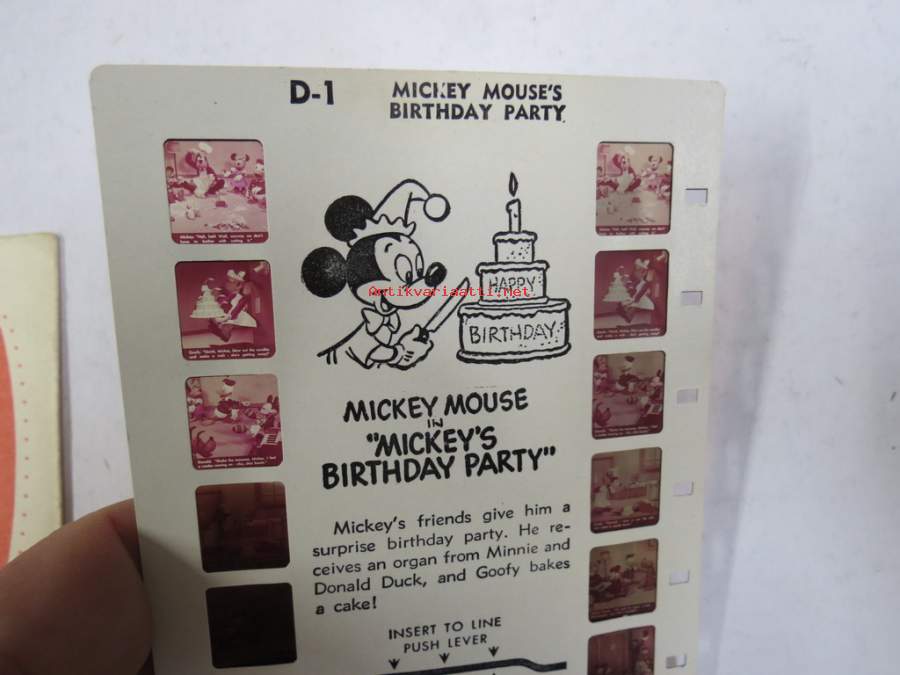 D-1
MICKEY MOUSE'S
BIRTHDAY PARTY
HAPPY
BIRTHDAY
Antikvariaatti.net
MICKEY MOUSE
IN
"MICKEY'S
BIRTHDAY PARTY"
Mickey's friends give him a
surprise birthday party. He re-
ceives an organ from Minnie and
Donald Duck, and Goofy bakes
a cake!
INSERT TO LINE
PUSH LEVER